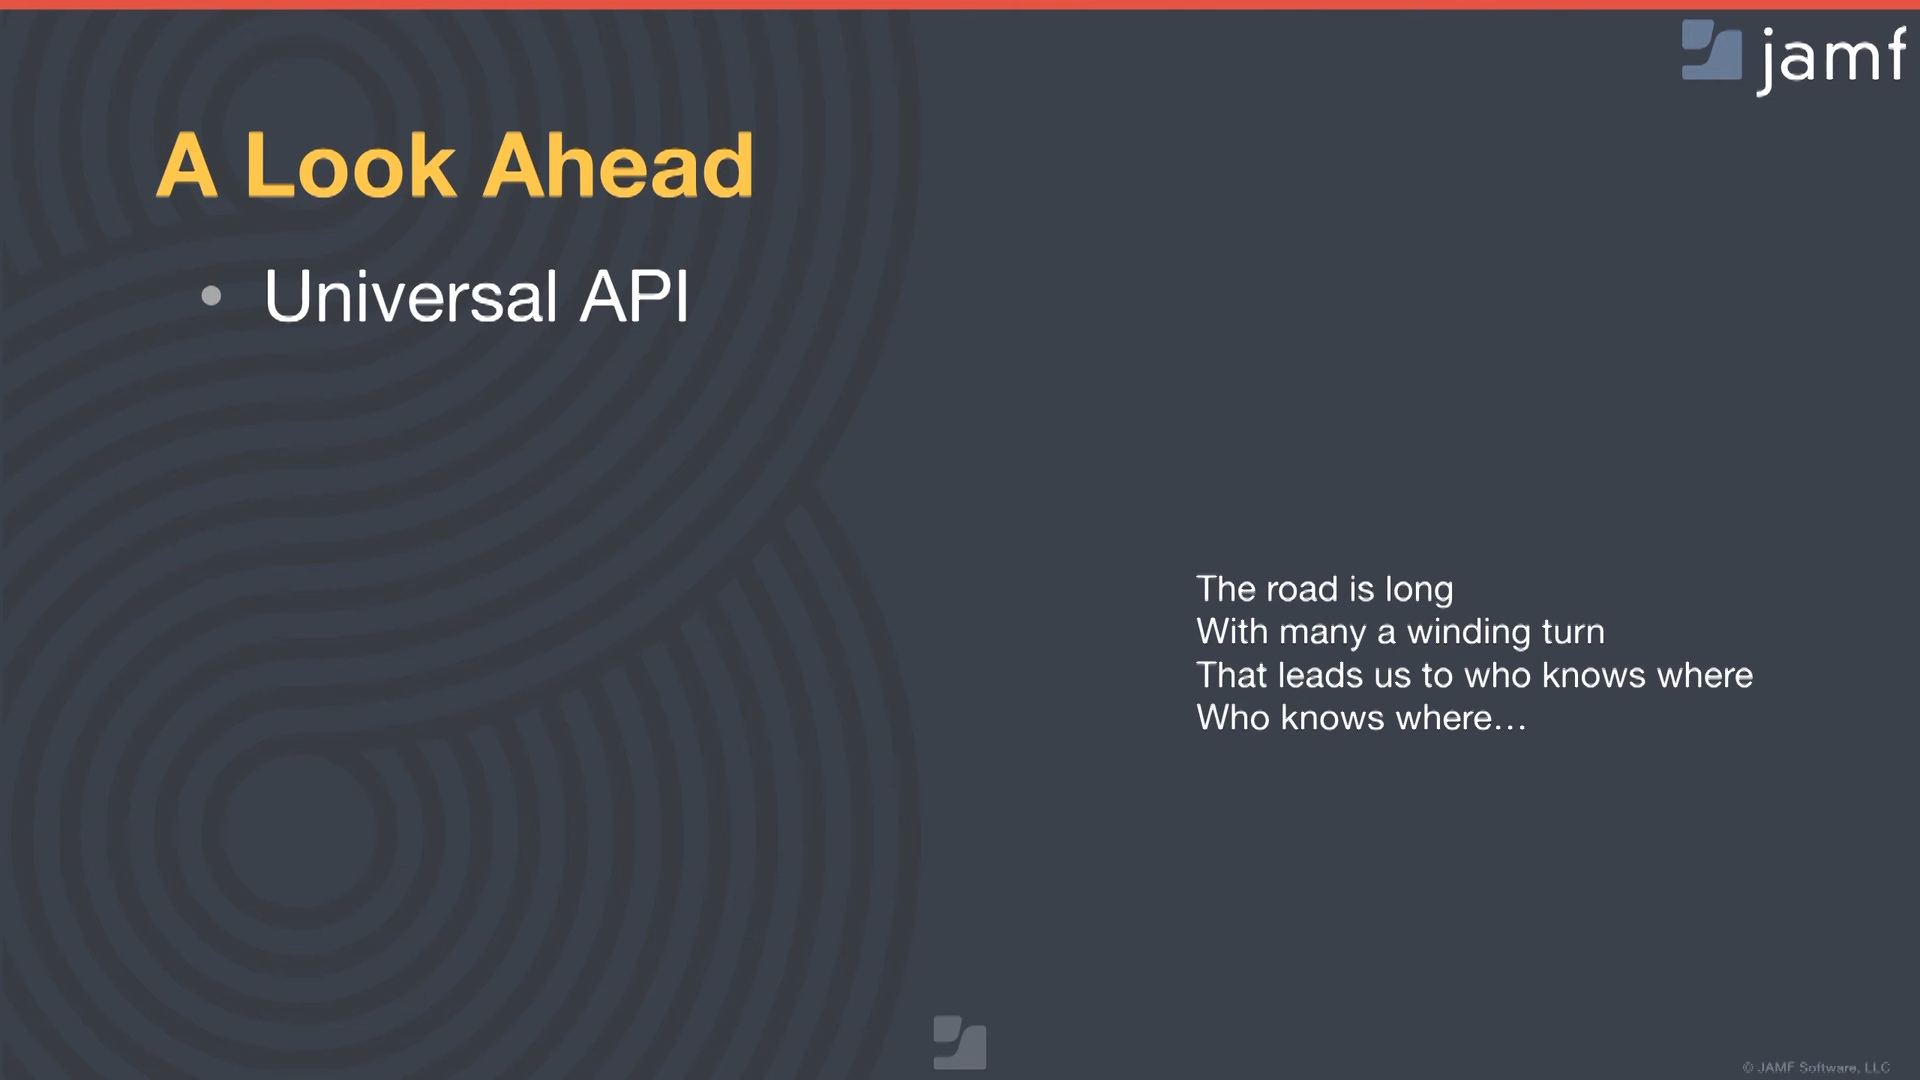 jamf
A Look Ahead
• Universal API
The road is long
With many a winding turn
That leads us to who knows where
Who knows where…
© JAMF Software, LLC